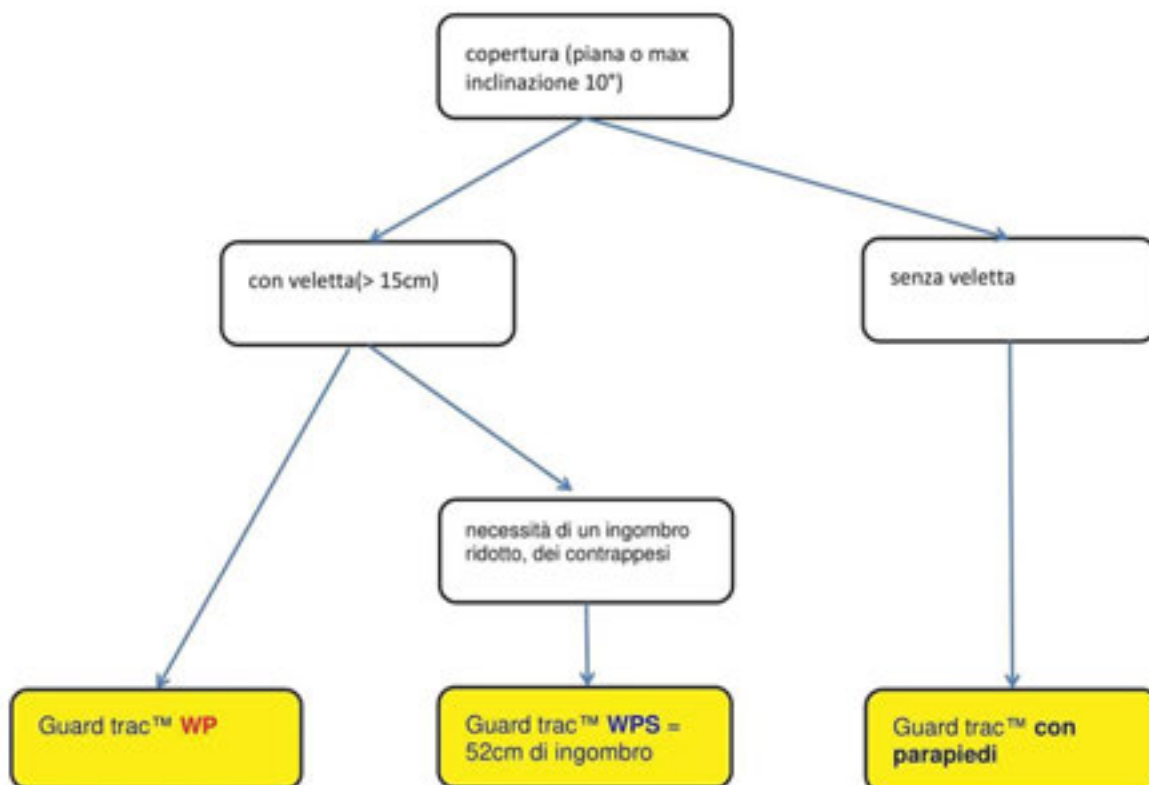 copertura (piana o max
inclinazione 10°)
con veletta(> 15cm)
senza veletta
necessità di un ingombro
ridotto, dei contrappesi
Guard trac™ WP
Guard trac™ WPS =
52cm di ingombro
Guard trac™ con
parapiedi